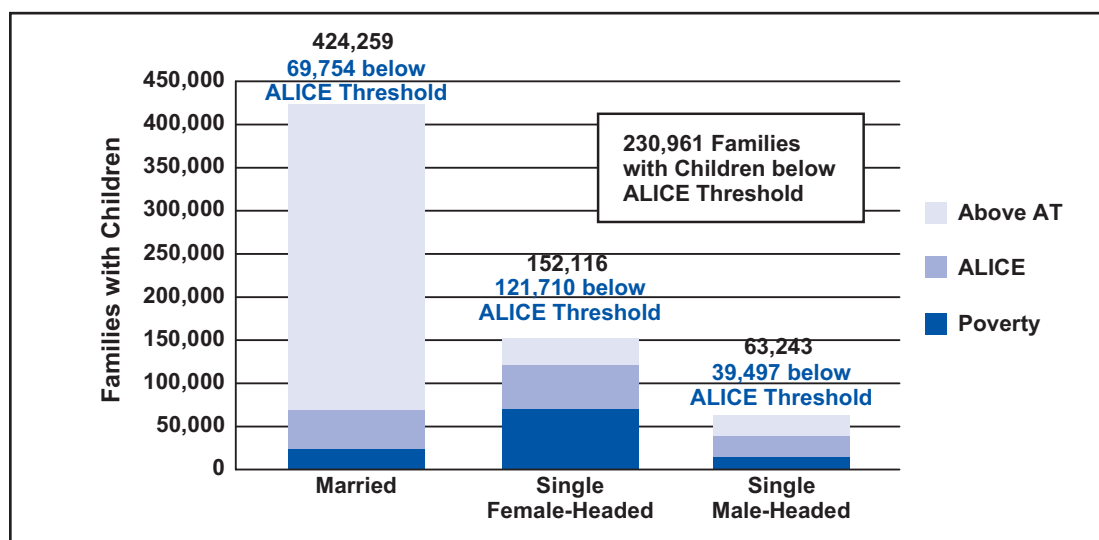 424,259
69,754 below
ALICE Threshold
450,000
400,000
350,000
300,000
250,000
200,000
150,000
100,000
50,000
0
Families with Children
230,961 Families
with Children below
ALICE Threshold
152,116
121,710 below
ALICE Threshold
63,243
39,497 below
ALICE Threshold
Married
Single
Female-Headed
Single
Male-Headed
Above AT
ALICE
Poverty